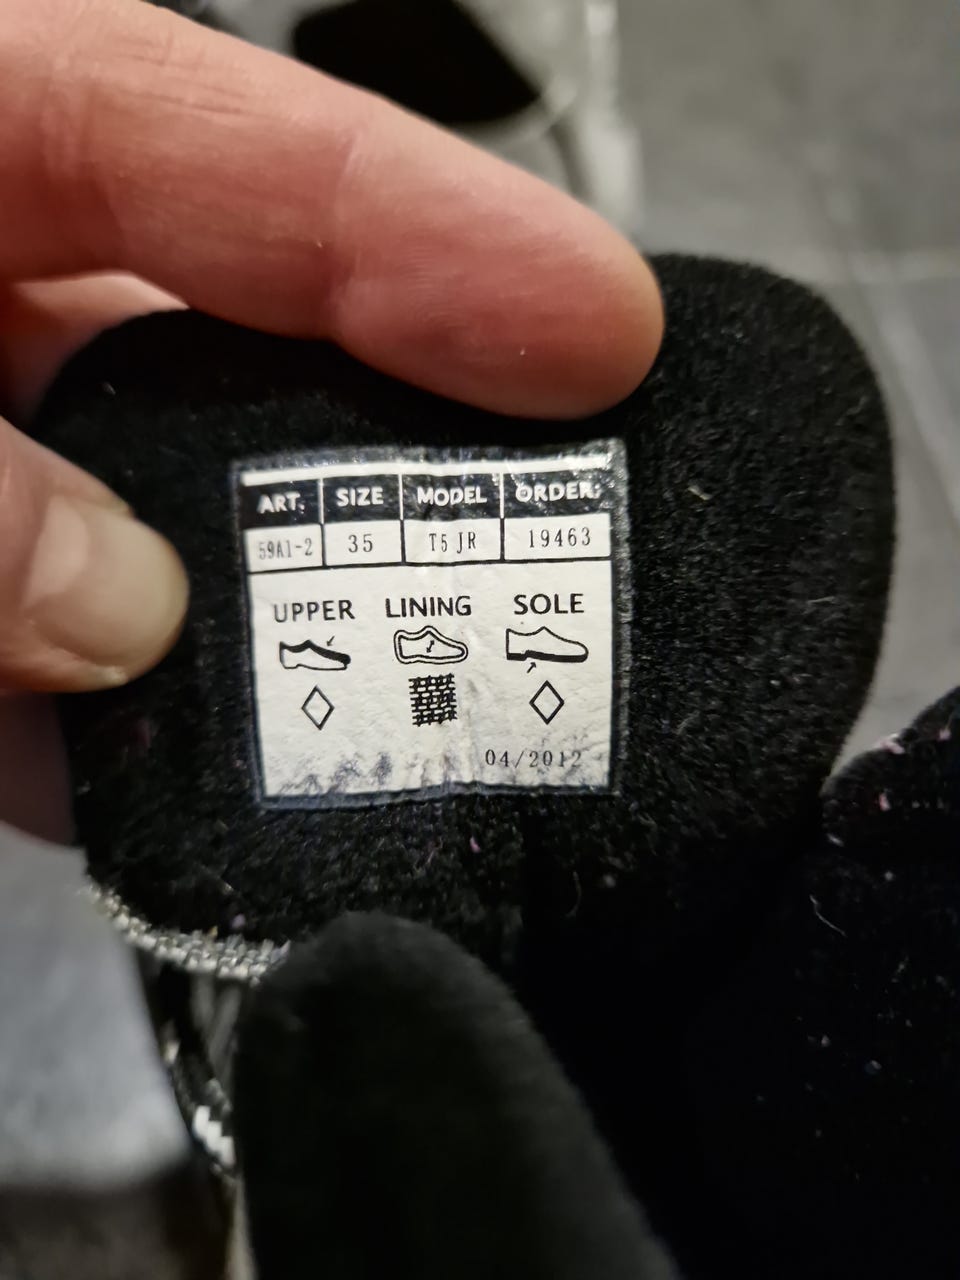 ART. SIZE MODEL ORDER:
59A1-2 35 T5 JR 19463
UPPER LINING SOLE
04/2012